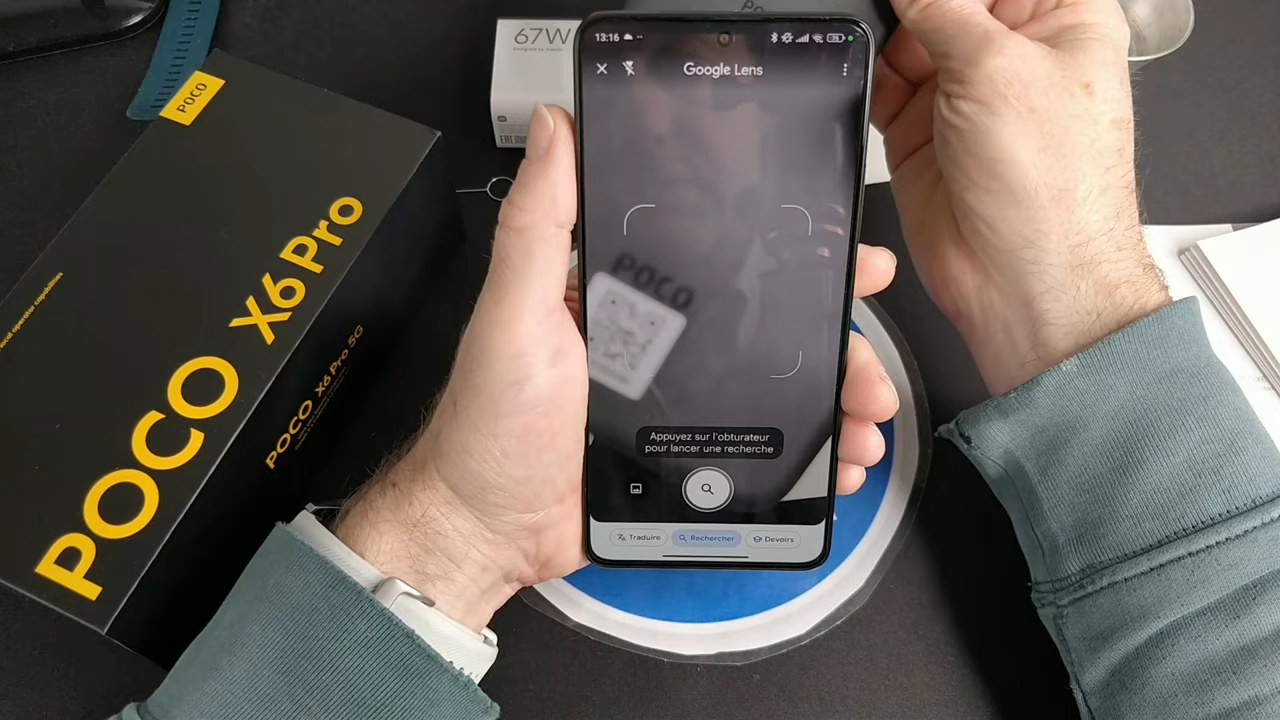 POCO
POCO X6 Pro
POCO X6 Pro 5G
67W
13:16
Google Lens
POCO
Appuyez sur l'obturateur
pour lancer une recherche
Traduire
Rechercher
Devoirs